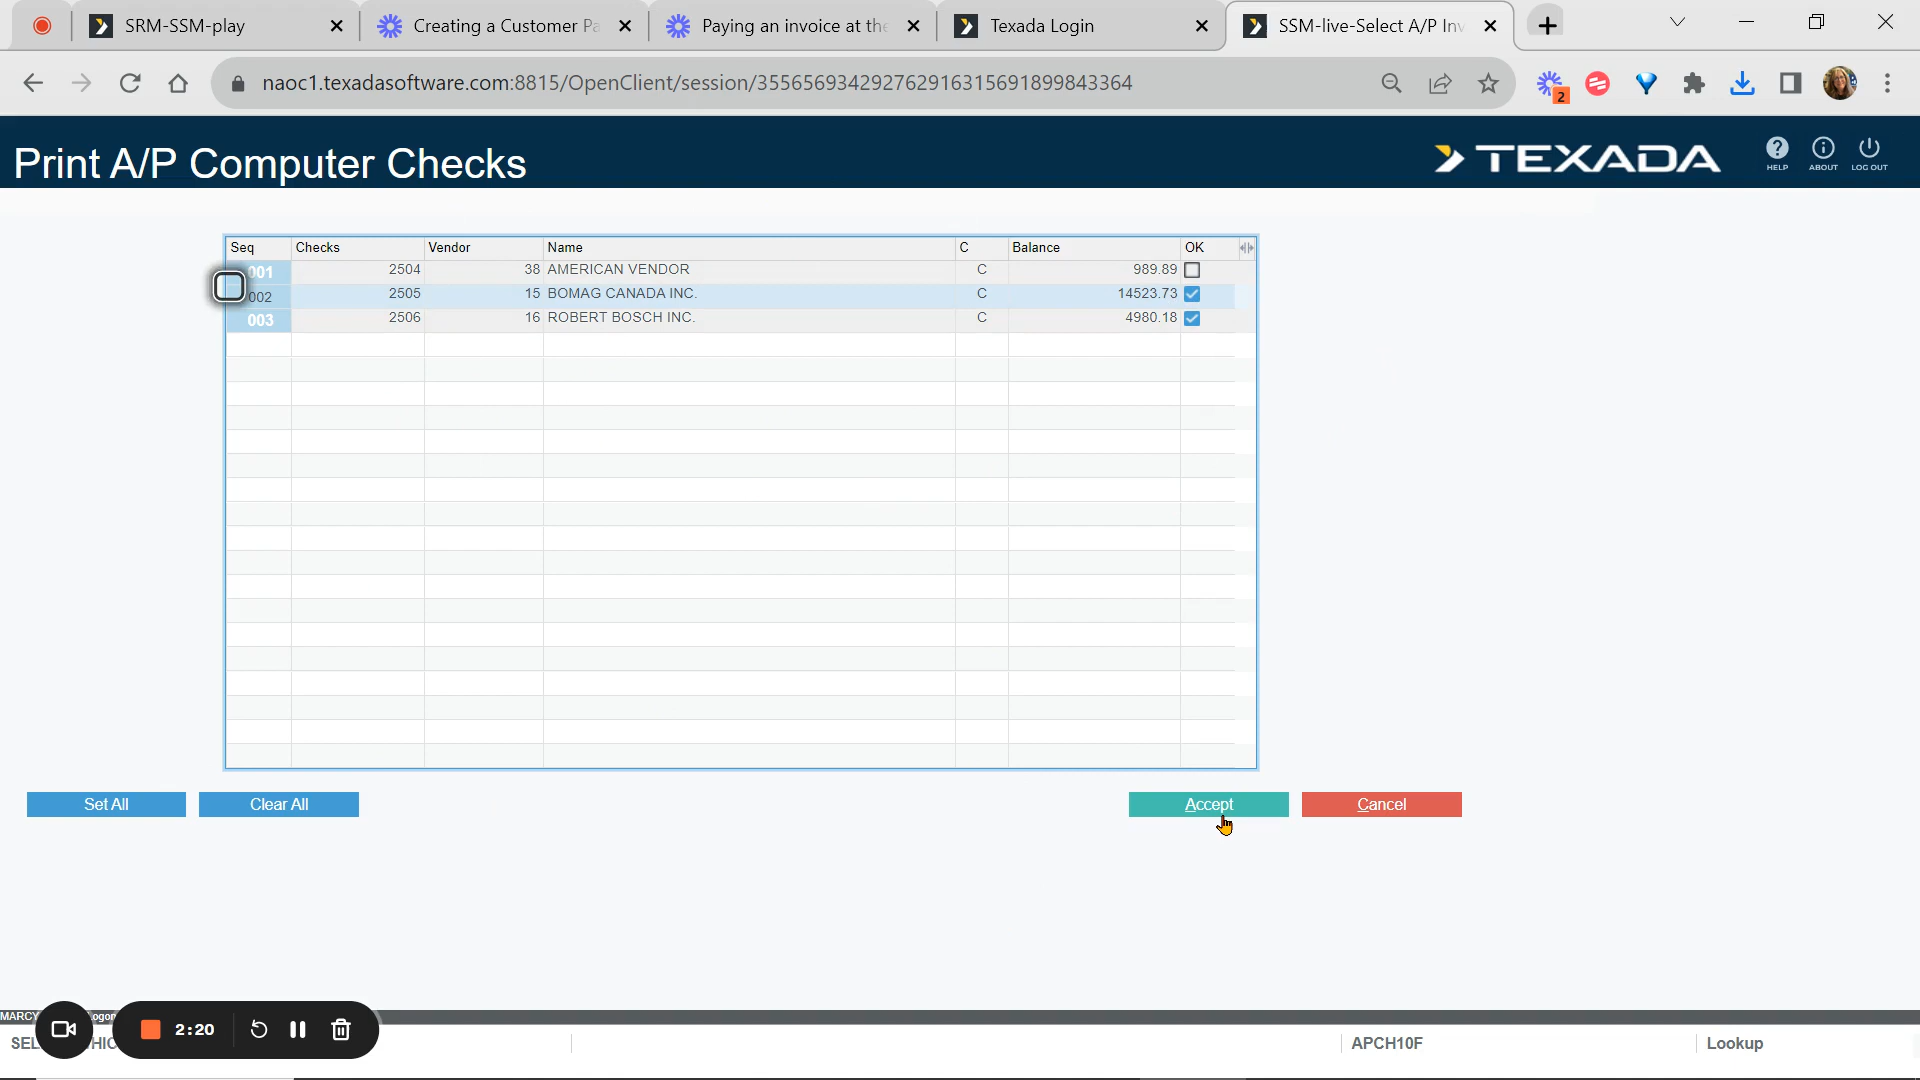 SRM-SSM-play
Creating a Customer Pa
Paying an invoice at the
Texada Login
SSM-live-Select A/P Inv
naoc1.texadasoftware.com:8815/OpenClient/session/35565693429276291631569189984​3364
2
Print A/P Computer Checks
TEXADA
HELP
ABOUT
LOG OUT
Seq Checks Vendor Name C Balance OK
001 2504 38 AMERICAN VENDOR C 989.89
002 2505 15 BOMAG CANADA INC. C 14523.73
003 2506 16 ROBERT BOSCH INC. C 4980.18
Set All
Clear All
Accept
Cancel
MARCY
2:20
APCH10F
Lookup